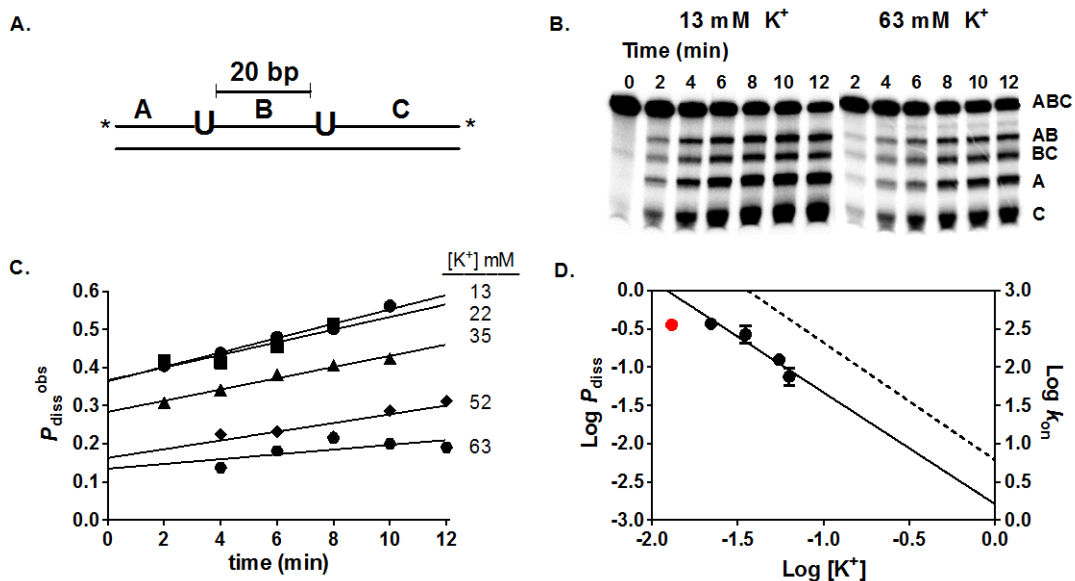 A.
20 bp
A B C
* U U *
B.
13 mM K+ 63 mM K+
Time (min)
0 2 4 6 8 10 12 2 4 6 8 10 12
ABC
AB
BC
A
C
C.
[K+] mM
13
22
35
52
63
0.6
0.5
0.4
0.3
0.2
0.1
0.0
Pdiss obs
0 2 4 6 8 10 12
time (min)
D.
0.0
-0.5
-1.0
-1.5
-2.0
-2.5
-3.0
Log Pdiss
3.0
2.5
2.0
1.5
1.0
0.5
0.0
Log kon
-2.0 -1.5 -1.0 -0.5 0.0
Log [K+]